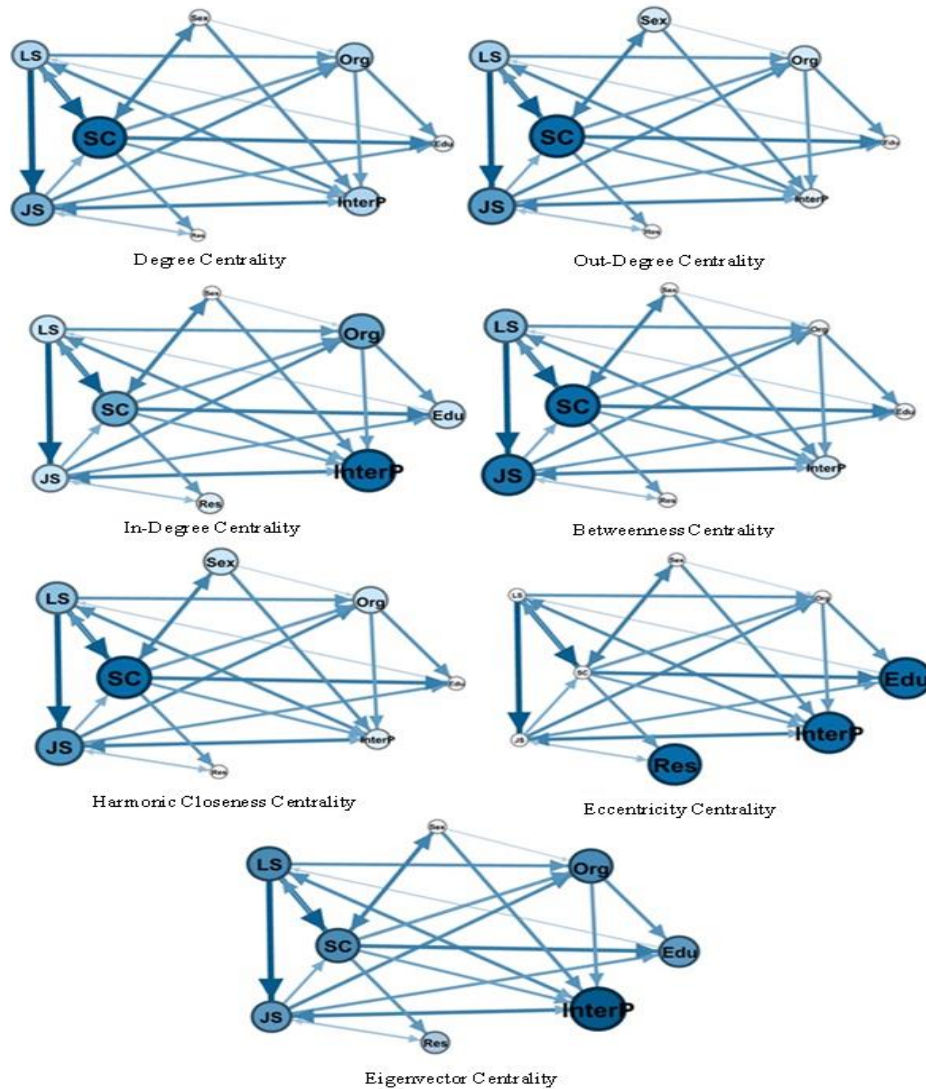 Sex
LS
Org
SC
Edu
InterP
JS
Res
Degree Centrality
Sex
LS
Org
SC
Edu
InterP
JS
Res
Out-Degree Centrality
Sex
LS
Org
SC
Edu
InterP
JS
Res
In-Degree Centrality
Sex
LS
Org
SC
Edu
InterP
JS
Res
Betweenness Centrality
Sex
LS
Org
SC
Edu
InterP
JS
Res
Harmonic Closeness Centrality
Sex
LS
Org
SC
Edu
InterP
JS
Res
Eccentricity Centrality
Sex
LS
Org
SC
Edu
InterP
JS
Res
Eigenvector Centrality